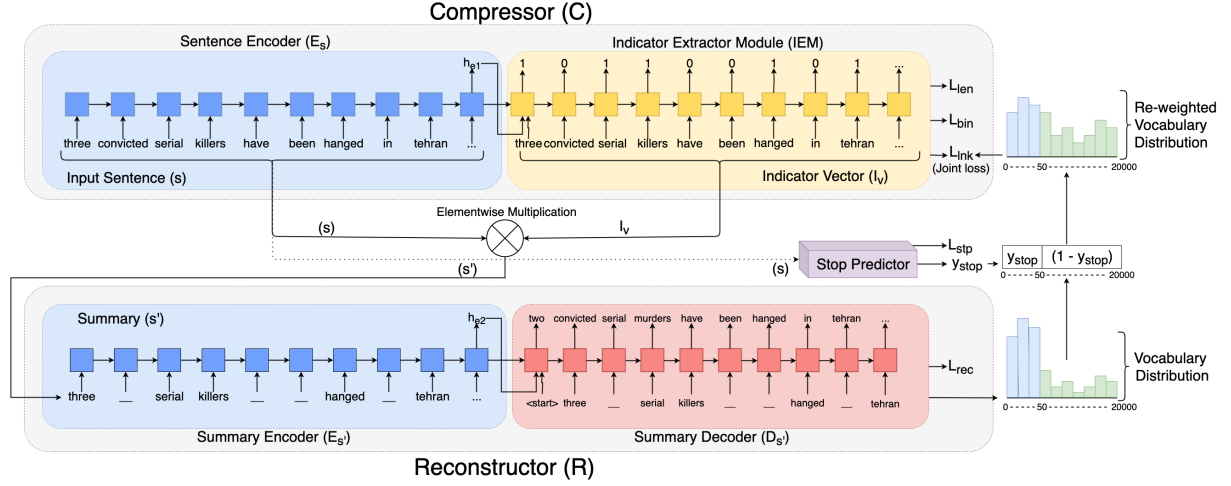 Compressor (C)
Sentence Encoder (Es)
Indicator Extractor Module (IEM)
he1
1 0 1 1 0 0 1 0 1 ...
three convicted serial killers have been hanged in tehran ...
three convicted serial killers have been hanged in tehran ...
Input Sentence (s)
Indicator Vector (Iv)
Llen
Lbin
Llnk
(Joint loss)
0 ----- 50 ---------- 20000
Re-weighted
Vocabulary
Distribution
Elementwise Multiplication
(s)
Iv
(s')
(s)
Stop Predictor
Lstp
ystop
ystop
(1 - ystop)
0 ----- 50 ---------- 20000
Summary (s')
he2
two convicted serial murders have been hanged in tehran ...
three __ serial killers __ __ hanged __ tehran ...
<start> three __ serial killers __ __ hanged __ tehran
Lrec
Vocabulary
Distribution
0 ----- 50 ---------- 20000
Summary Encoder (Es')
Summary Decoder (Ds')
Reconstructor (R)